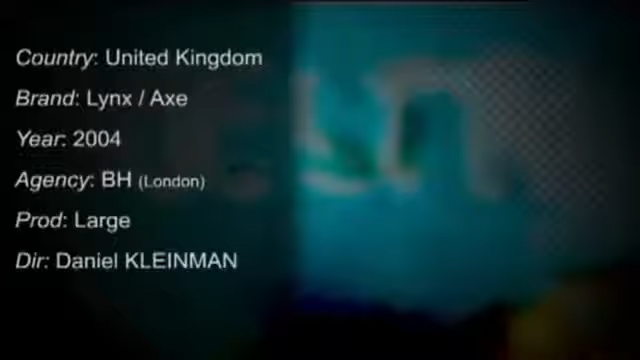 Country: United Kingdom
Brand: Lynx / Axe
Year: 2004
Agency: BH (London)
Prod: Large
Dir: Daniel KLEINMAN